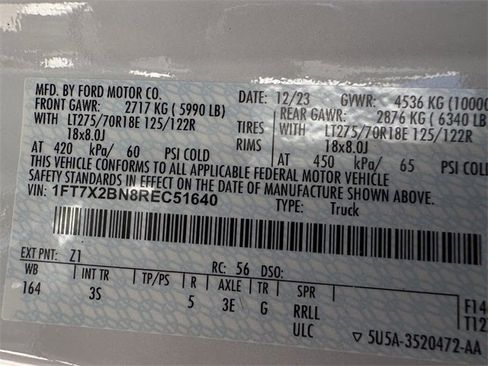 MFD. BY FORD MOTOR CO. 12/23 GVWR: 4536 KG (10000
FRONT GAWR: 2717 KG ( 5990 LB) REAR GAWR: 2876 KG ( 6340 LB)
WITH LT275/70R18E 125/122R TIRES WITH LT275/70R18E 125/122R
18x8.0J RIMS 18x8.0J
AT 420 kPa/ 60 PSI COLD AT 450 kPa/ 65 PSI COLD
THIS VEHICLE CONFORMS TO ALL APPLICABLE FEDERAL MOTOR VEHICLE
SAFETY STANDARDS IN EFFECT ON THE DATE OF MANUFACTURE SHOWN ABOVE.
VIN: 1FT7X2BN8REC51640 TYPE: Truck
EXT PNT: Z1 RC: 56 DSO:
WB INT TR TP/PS R AXLE TR SPR
164 3S 5 3E G RRLL
ULC
F14
T12
5U5A-3520472-AA